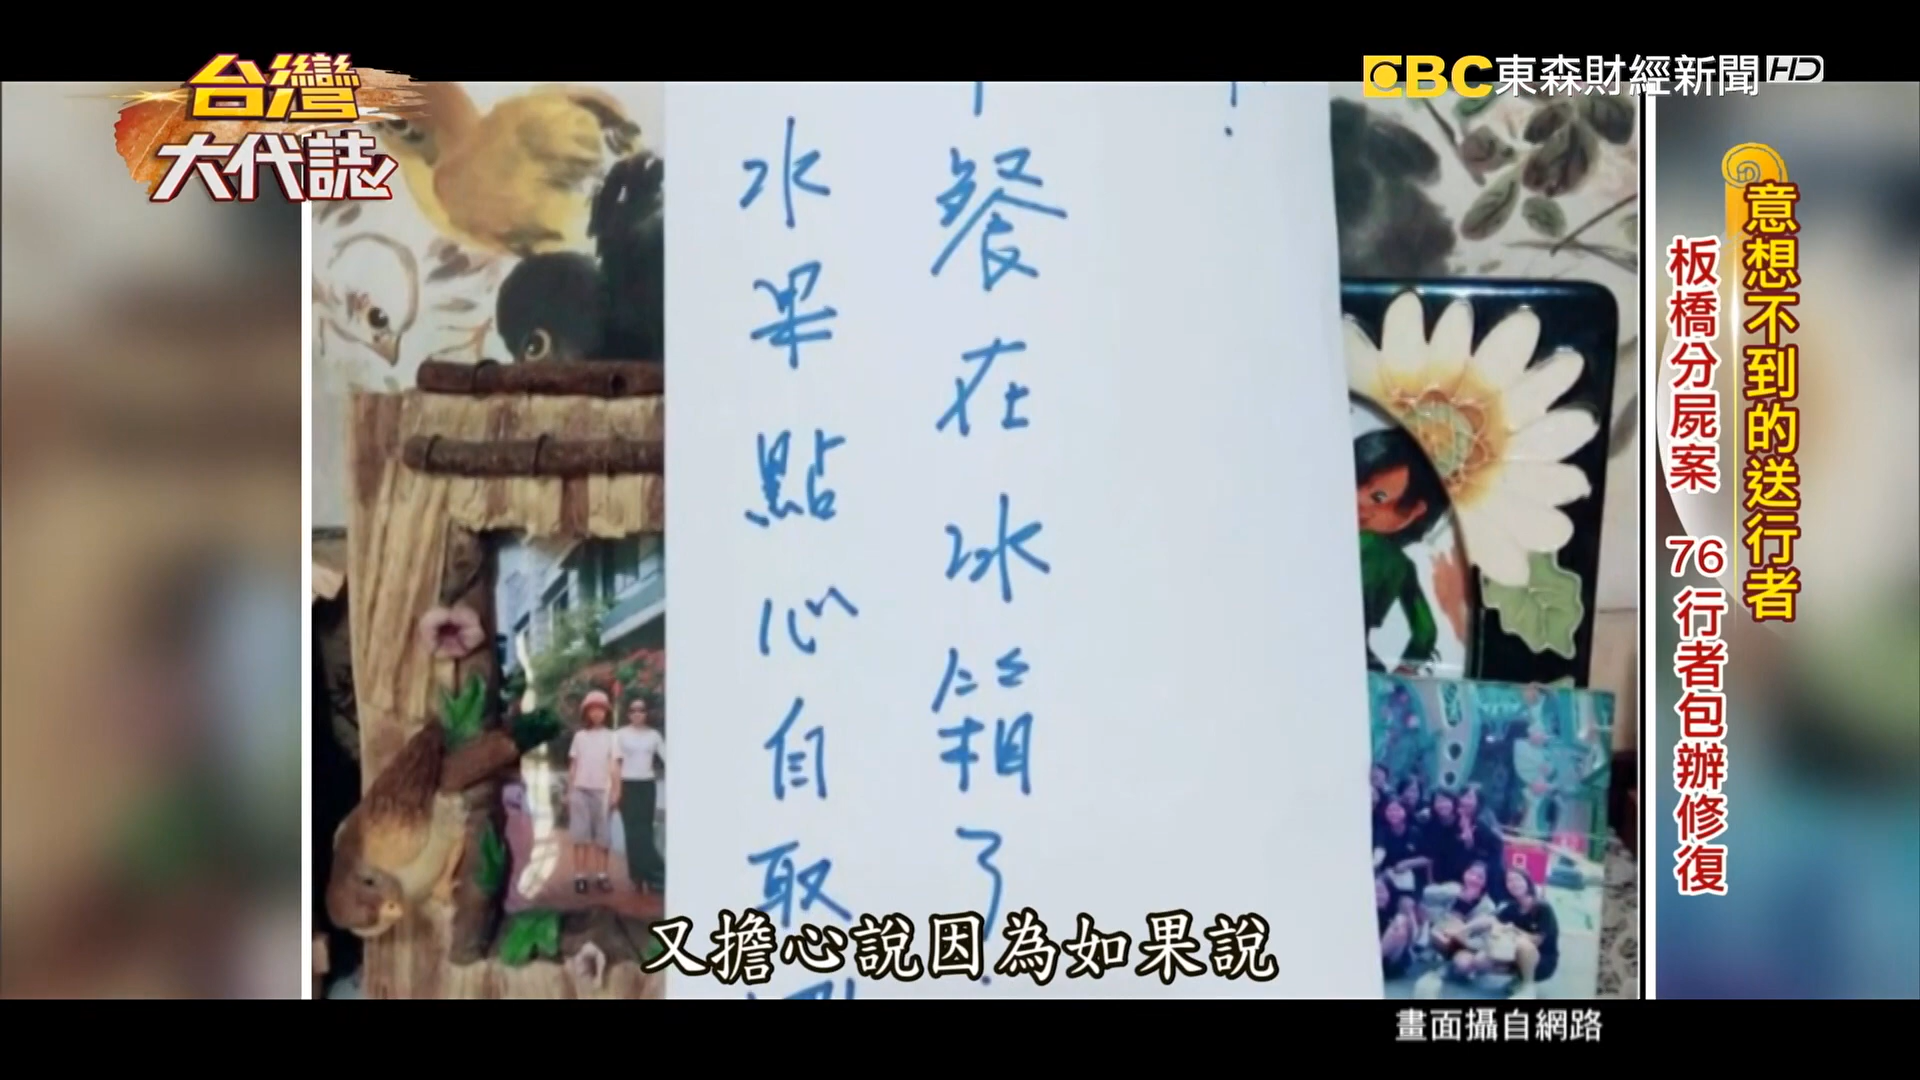 台灣
大代誌
EBC東森財經新聞HD
意想不到的送行者
板橋分屍案 76行者包辦修復
餐在冰箱了
水果點心自取
又擔心說因為如果說
畫面攝自網路